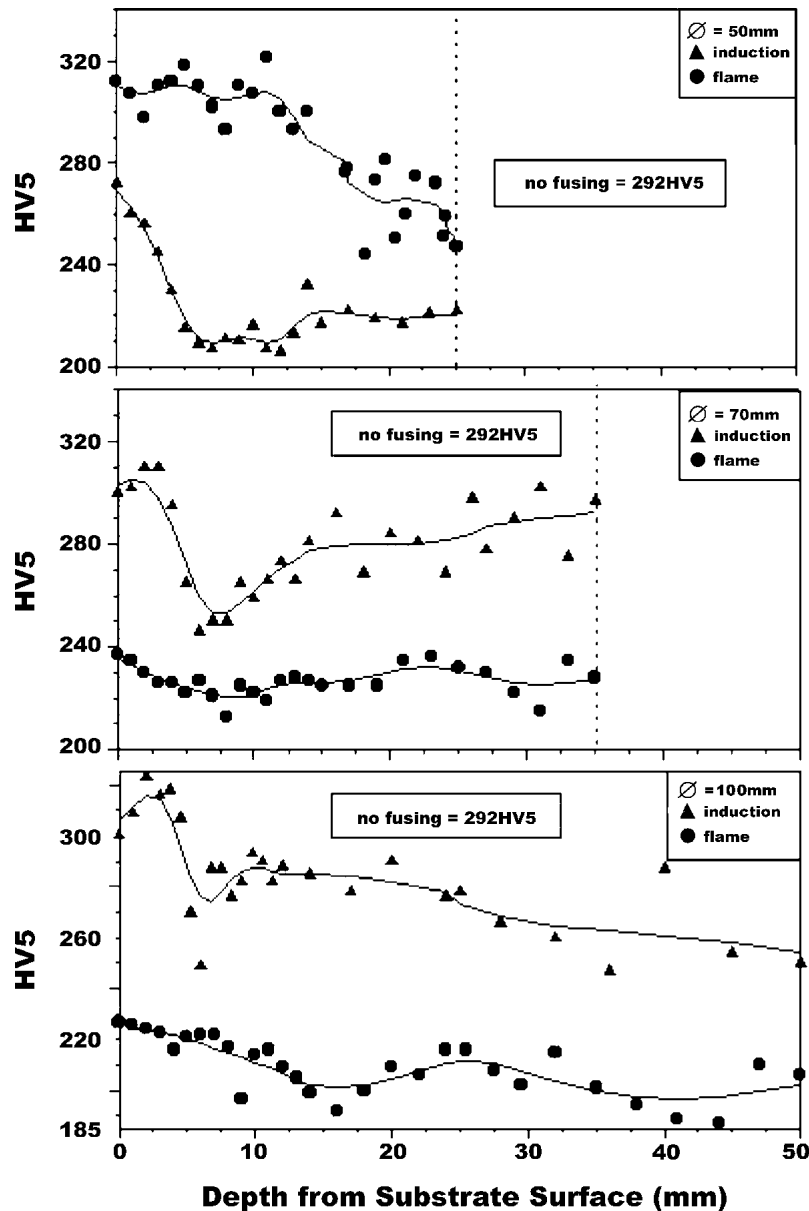 320
280
240
200
HV5
∅ = 50mm
▲ induction
● flame
no fusing = 292HV5
320
280
240
200
HV5
no fusing = 292HV5
∅ = 70mm
▲ induction
● flame
300
260
220
185
HV5
no fusing = 292HV5
∅ =100mm
▲ induction
● flame
0 10 20 30 40 50
Depth from Substrate Surface (mm)